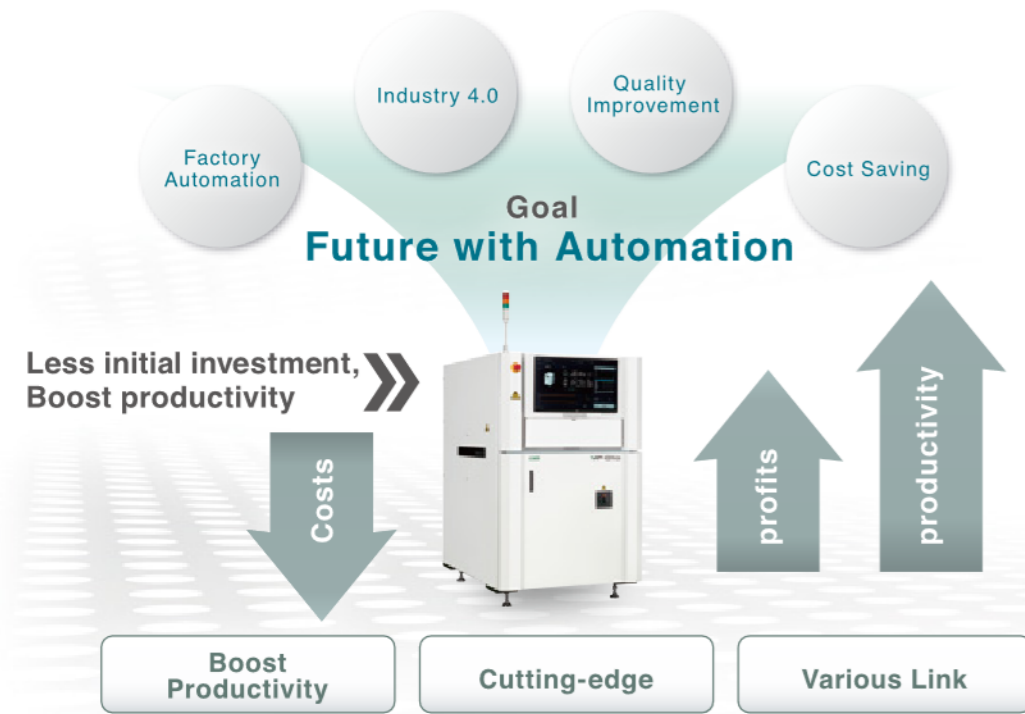 Industry 4.0
Quality
Improvement
Factory
Automation
Cost Saving
Goal
Future with Automation
Less initial investment,
Boost productivity
Costs
profits
productivity
Boost
Productivity
Cutting-edge
Various Link